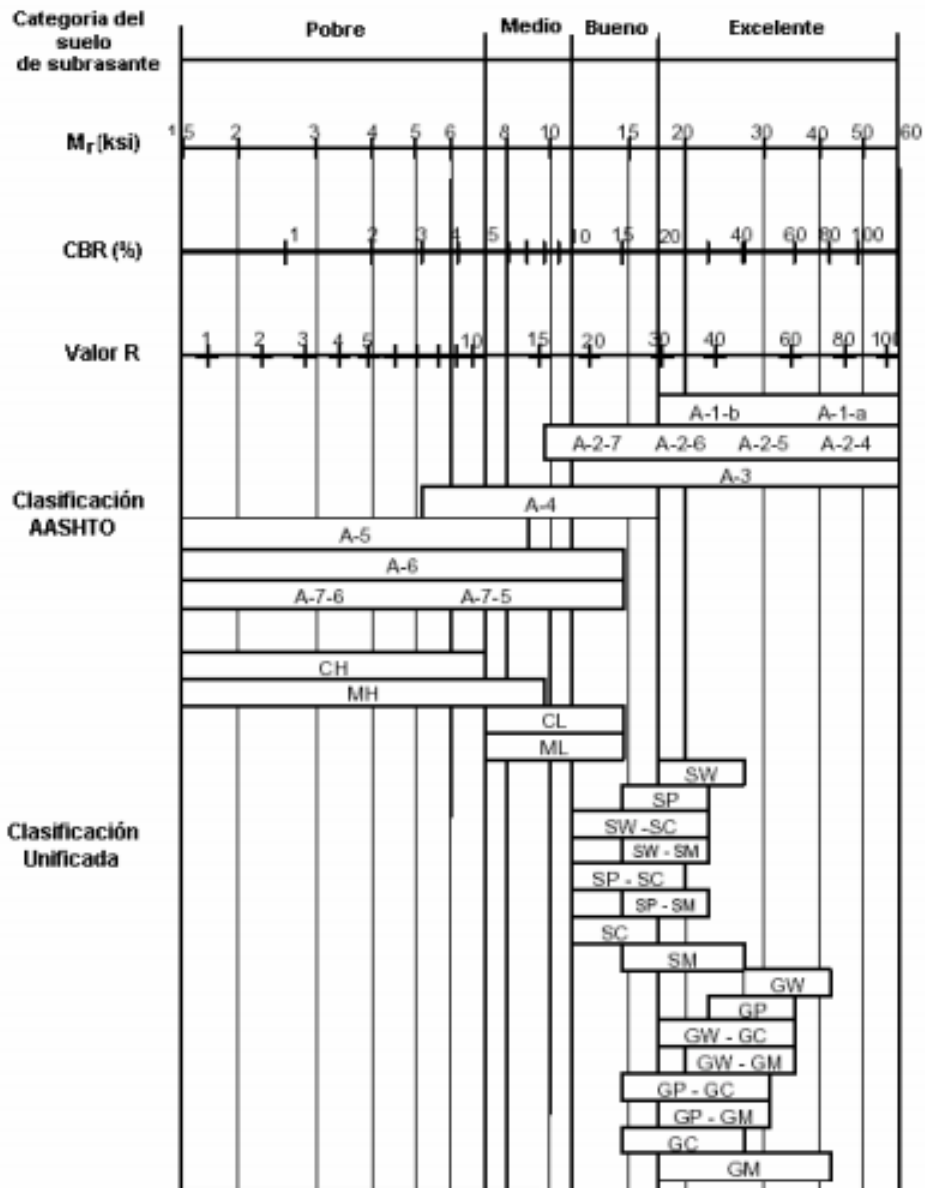 Categoria del
suelo
de subrasante
Pobre Medio Bueno Excelente
Mr(ksi)
1.5 2 3 4 5 6 8 10 15 20 30 40 50 60
CBR (%)
1 2 3 4 5 10 15 20 40 60 80 100
Valor R
1 2 3 4 5 10 15 20 30 40 60 80 100
Clasificación
AASHTO
A-1-b A-1-a
A-2-7 A-2-6 A-2-5 A-2-4
A-3
A-4
A-5
A-6
A-7-6 A-7-5
Clasificación
Unificada
CH
MH
CL
ML
SW
SP
SW -SC
SW - SM
SP - SC
SP - SM
SC
SM
GW
GP
GW - GC
GW - GM
GP - GC
GP - GM
GC
GM